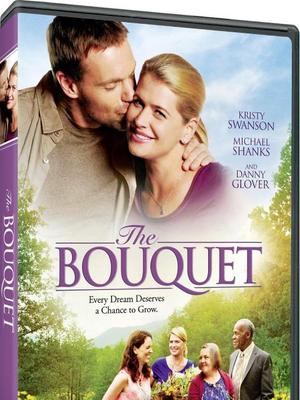 KRISTY
SWANSON
MICHAEL
SHANKS
AND
DANNY
GLOVER
The
BOUQUET
Every Dream Deserves
a Chance to Grow.
The BOUQUET